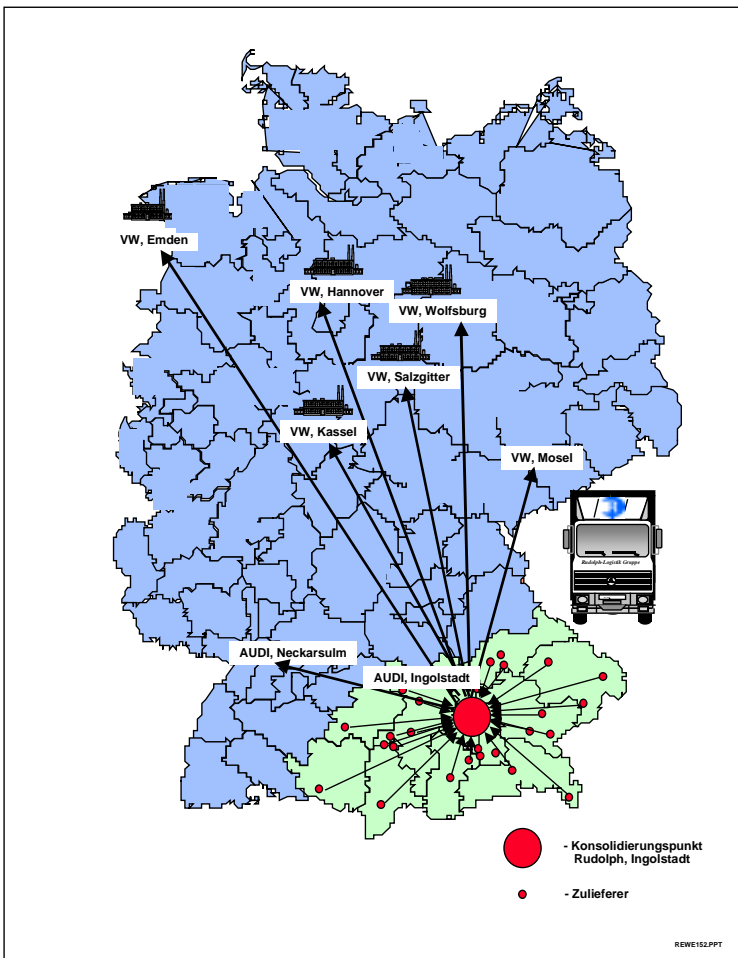 VW, Emden
VW, Hannover
VW, Wolfsburg
VW, Salzgitter
VW, Kassel
VW, Mosel
Rudolph-Logistik Gruppe
AUDI, Neckarsulm
AUDI, Ingolstadt
- Konsolidierungspunkt
Rudolph, Ingolstadt
- Zulieferer
REWE152.PPT